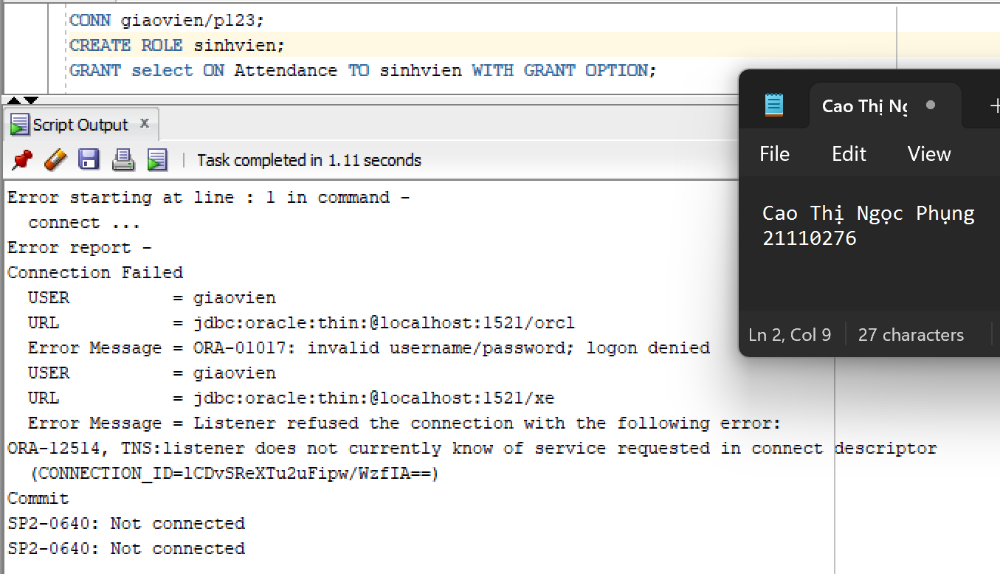 CONN giaovien/p123;
CREATE ROLE sinhvien;
GRANT select ON Attendance TO sinhvien WITH GRANT OPTION;
Script Output x
Task completed in 1.11 seconds
Error starting at line : 1 in command -
connect ...
Error report -
Connection Failed
USER = giaovien
URL = jdbc:oracle:thin:@localhost:1521/orcl
Error Message = ORA-01017: invalid username/password; logon denied
USER = giaovien
URL = jdbc:oracle:thin:@localhost:1521/xe
Error Message = Listener refused the connection with the following error:
ORA-12514, TNS:listener does not currently know of service requested in connect descriptor
(CONNECTION_ID=lCDvSReXTu2uFipw/WzfIA==)
Commit
SP2-0640: Not connected
SP2-0640: Not connected
Cao Thị Ng
File Edit View
Cao Thị Ngọc Phụng
21110276
Ln 2, Col 9 27 characters